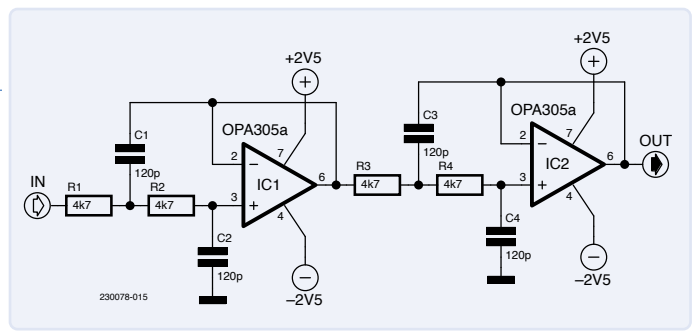 +2V5
+2V5
C1
120p
OPA305a
7
2
IC1
6
3
4
C3
120p
OPA305a
7
2
IC2
6
3
4
OUT
IN
R1
4k7
R2
4k7
R3
4k7
R4
4k7
C2
120p
C4
120p
–2V5
–2V5
230078-015